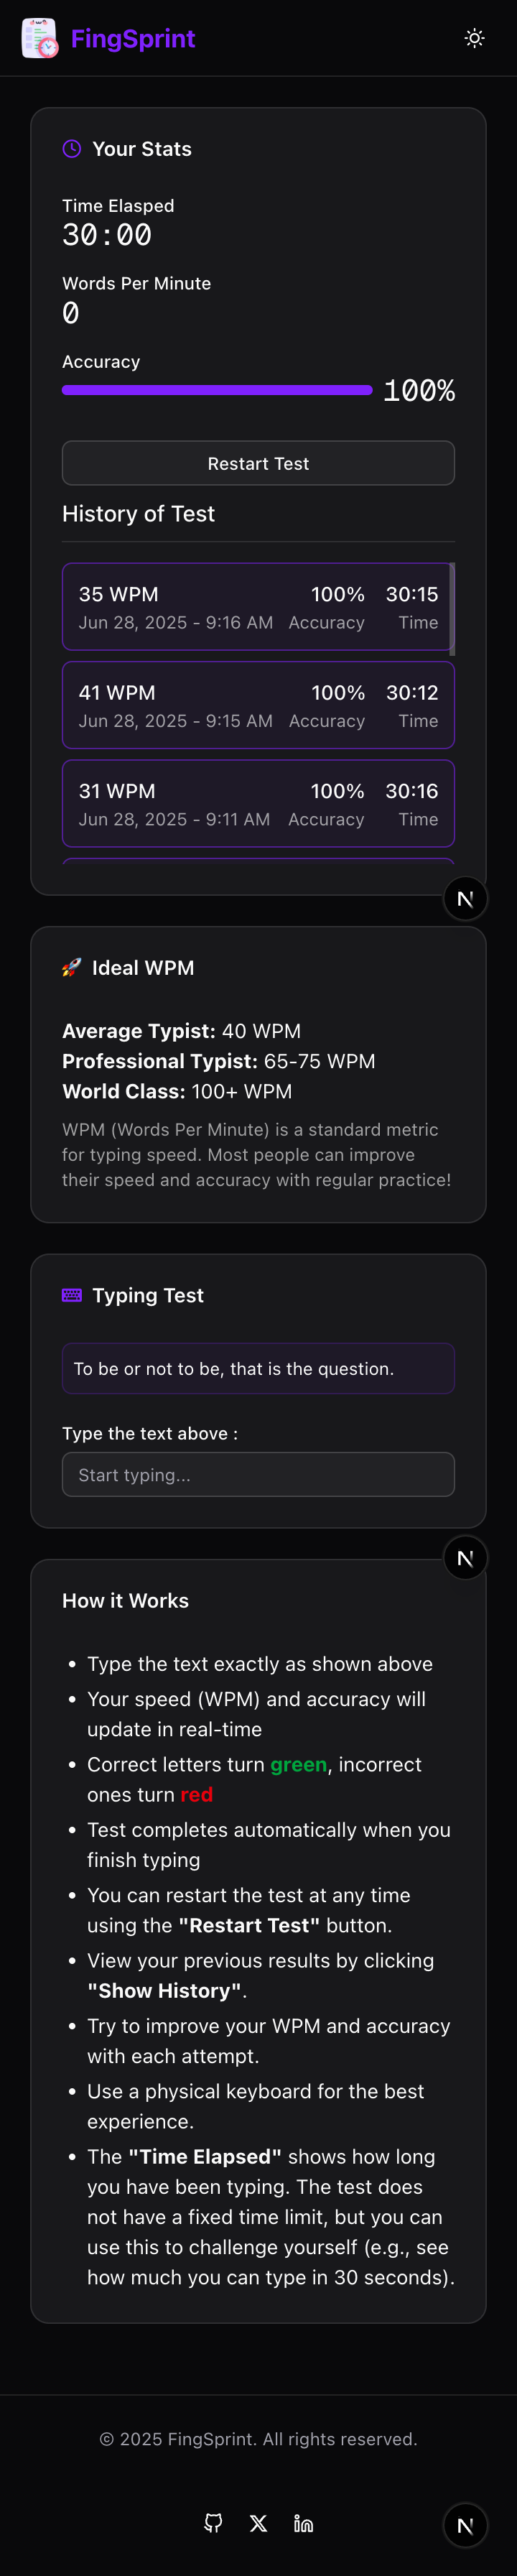 FingSprint
Your Stats
Time Elasped
30:00
Words Per Minute
0
Accuracy
100%
Restart Test
History of Test
35 WPM 100% 30:15
Jun 28, 2025 - 9:16 AM Accuracy Time
41 WPM 100% 30:12
Jun 28, 2025 - 9:15 AM Accuracy Time
31 WPM 100% 30:16
Jun 28, 2025 - 9:11 AM Accuracy Time
N
🚀 Ideal WPM
Average Typist: 40 WPM
Professional Typist: 65-75 WPM
World Class: 100+ WPM
WPM (Words Per Minute) is a standard metric
for typing speed. Most people can improve
their speed and accuracy with regular practice!
Typing Test
To be or not to be, that is the question.
Type the text above :
Start typing...
N
How it Works
• Type the text exactly as shown above
• Your speed (WPM) and accuracy will
update in real-time
• Correct letters turn green, incorrect
ones turn red
• Test completes automatically when you
finish typing
• You can restart the test at any time
using the "Restart Test" button.
• View your previous results by clicking
"Show History".
• Try to improve your WPM and accuracy
with each attempt.
• Use a physical keyboard for the best
experience.
• The "Time Elapsed" shows how long
you have been typing. The test does
not have a fixed time limit, but you can
use this to challenge yourself (e.g., see
how much you can type in 30 seconds).
© 2025 FingSprint. All rights reserved.
N